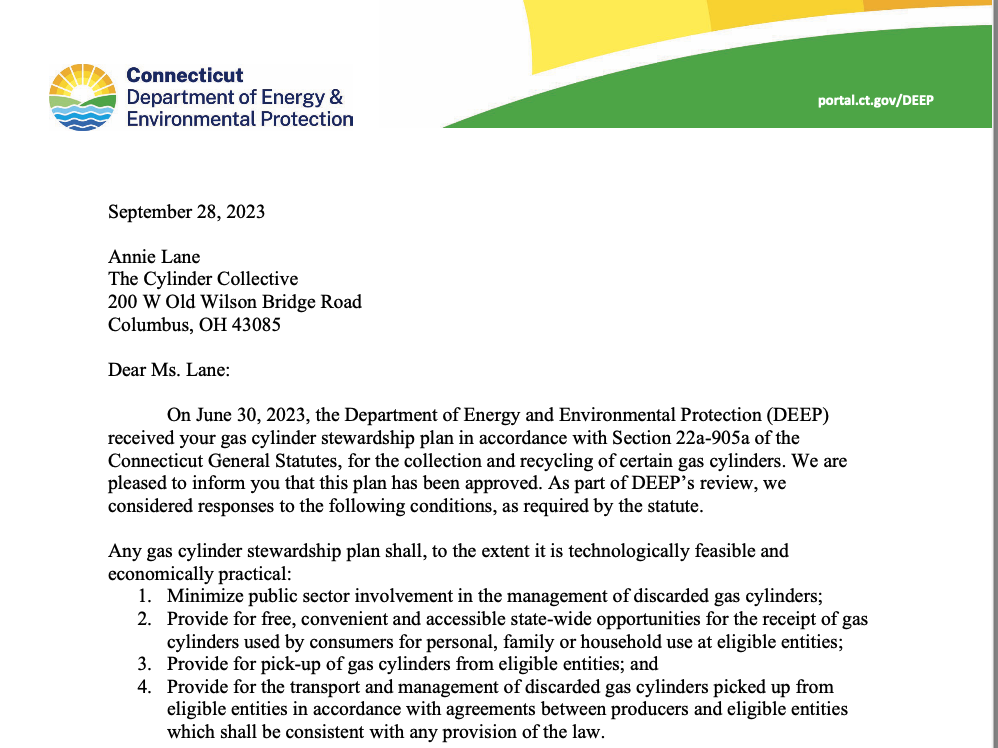 Connecticut
Department of Energy &
Environmental Protection
portal.ct.gov/DEEP
September 28, 2023
Annie Lane
The Cylinder Collective
200 W Old Wilson Bridge Road
Columbus, OH 43085
Dear Ms. Lane:
On June 30, 2023, the Department of Energy and Environmental Protection (DEEP)
received your gas cylinder stewardship plan in accordance with Section 22a-905a of the
Connecticut General Statutes, for the collection and recycling of certain gas cylinders. We are
pleased to inform you that this plan has been approved. As part of DEEP’s review, we
considered responses to the following conditions, as required by the statute.
Any gas cylinder stewardship plan shall, to the extent it is technologically feasible and
economically practical:
1. Minimize public sector involvement in the management of discarded gas cylinders;
2. Provide for free, convenient and accessible state-wide opportunities for the receipt of gas
cylinders used by consumers for personal, family or household use at eligible entities;
3. Provide for pick-up of gas cylinders from eligible entities; and
4. Provide for the transport and management of discarded gas cylinders picked up from
eligible entities in accordance with agreements between producers and eligible entities
which shall be consistent with any provision of the law.